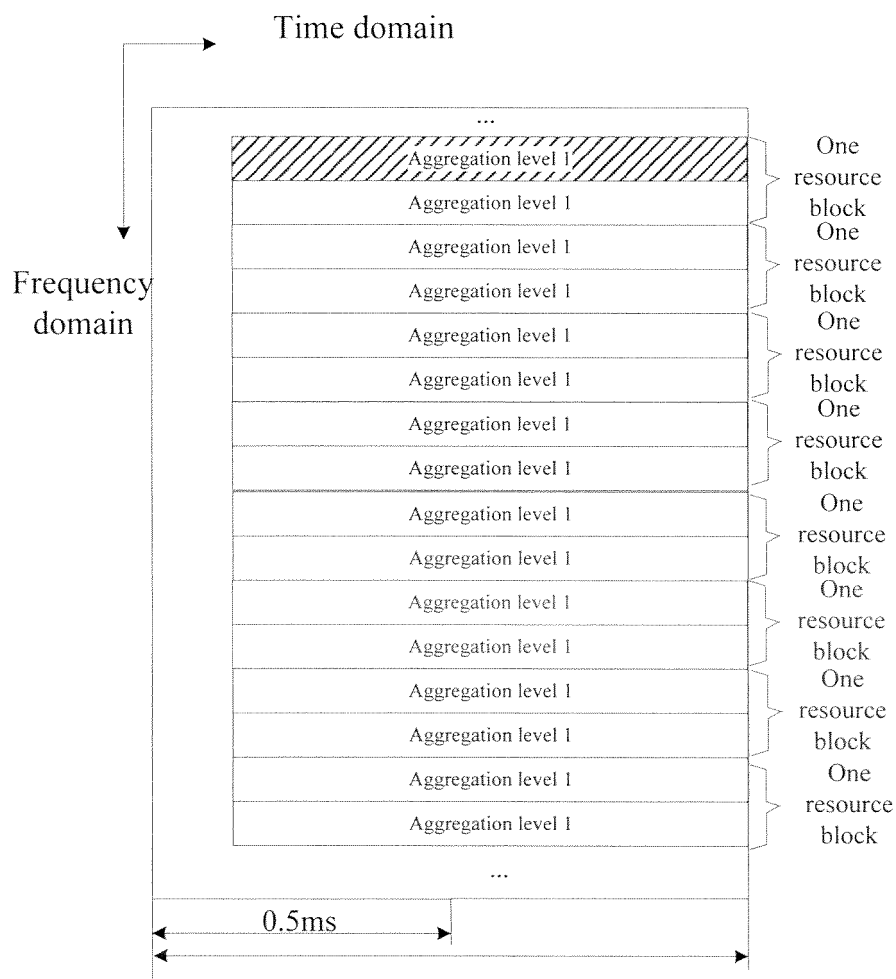 Time domain
...
Aggregation level 1
One
resource
block
Aggregation level 1
Aggregation level 1
One
resource
block
Aggregation level 1
Frequency
domain
Aggregation level 1
One
resource
block
Aggregation level 1
Aggregation level 1
One
resource
block
Aggregation level 1
Aggregation level 1
One
resource
block
Aggregation level 1
Aggregation level 1
One
resource
block
Aggregation level 1
Aggregation level 1
One
resource
block
Aggregation level 1
Aggregation level 1
One
resource
block
Aggregation level 1
...
0.5ms